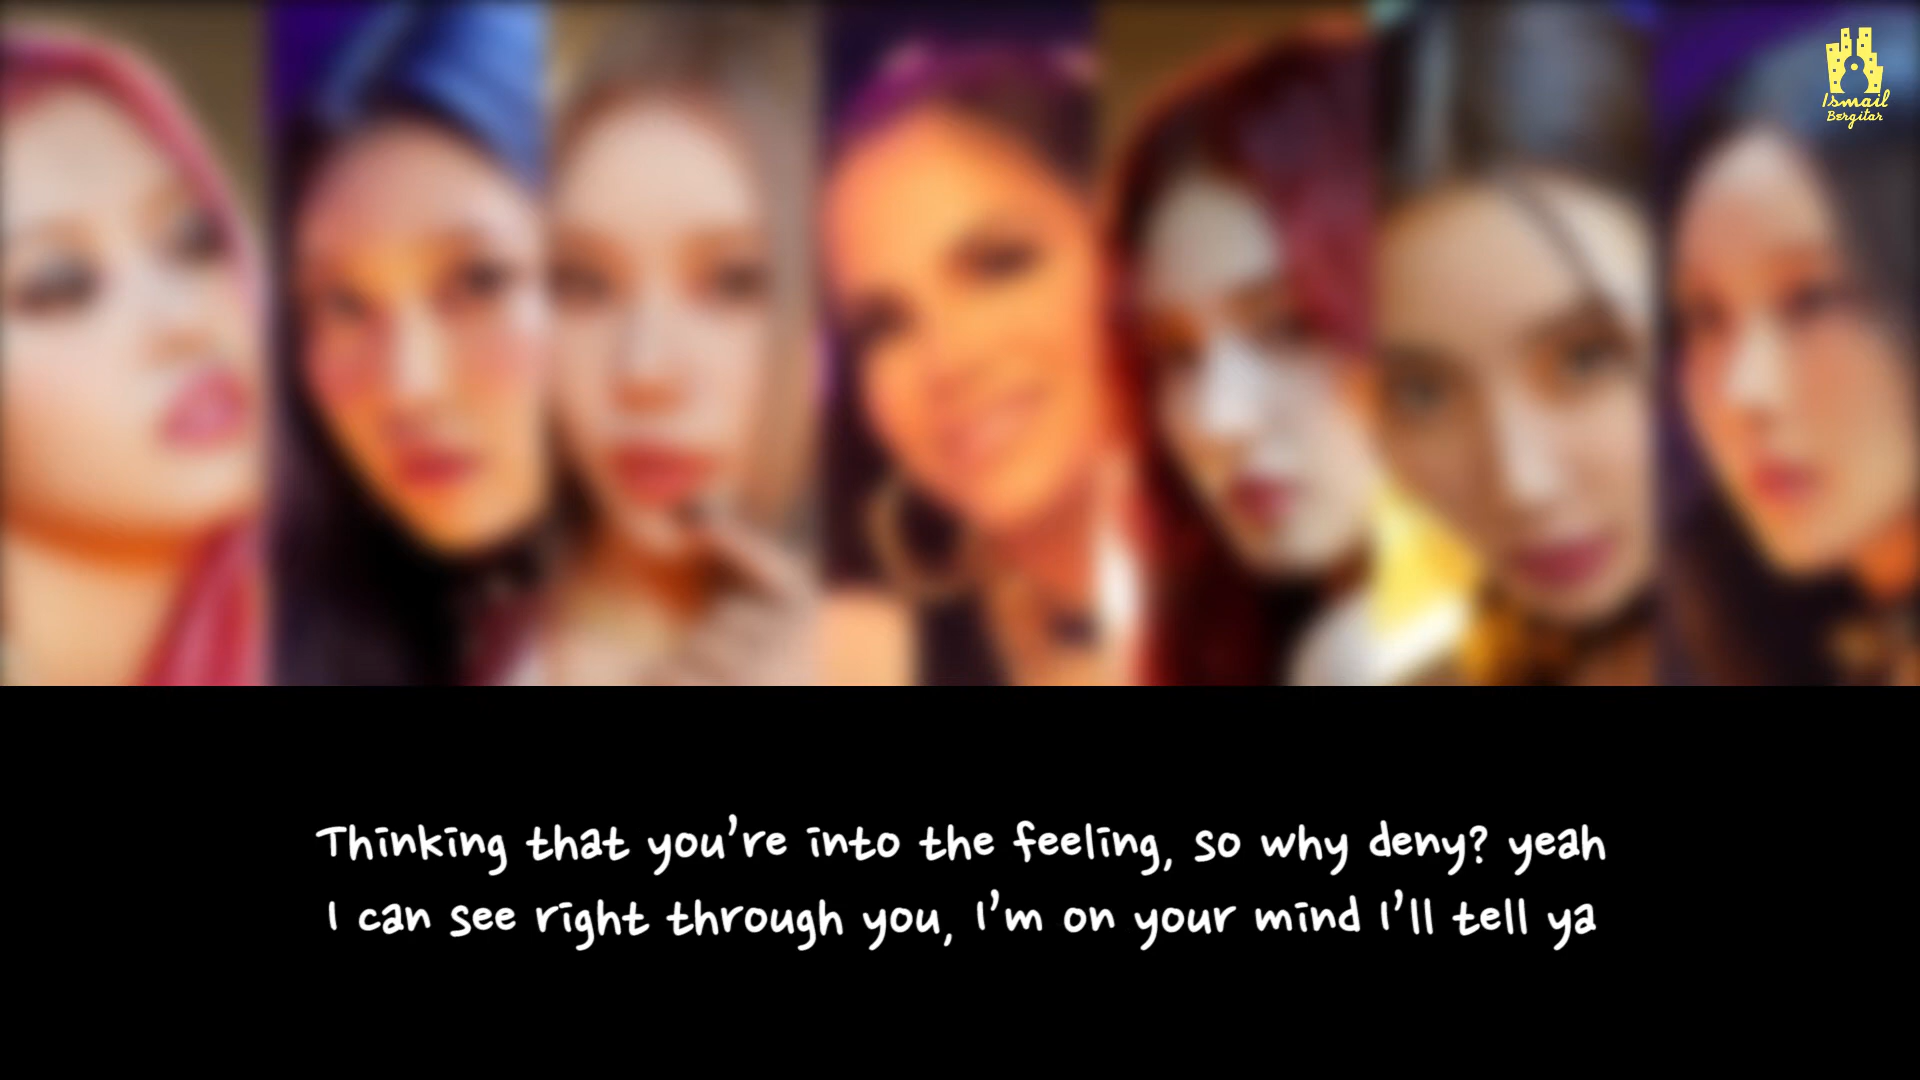 Ismail
Bergitar
Thinking that you're into the feeling, so why deny? yeah
I can see right through you, I'm on your mind I'll tell ya